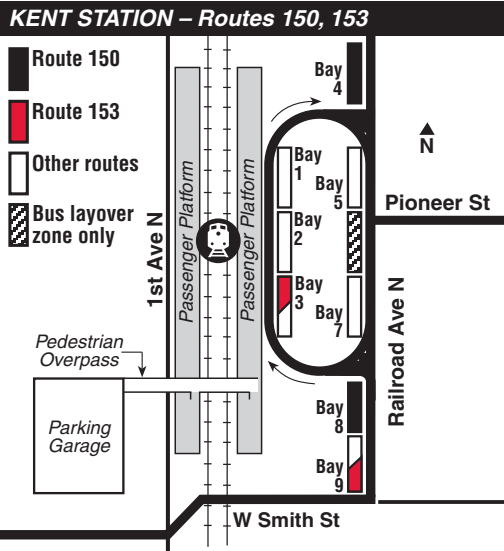 KENT STATION – Routes 150, 153
Route 150
Route 153
Other routes
Bus layover
zone only
1st Ave N
Passenger Platform
Passenger Platform
Bay
4
Bay
1
Bay
5
Bay
2
Bay
3
Bay
7
N
Pioneer St
Railroad Ave N
Pedestrian
Overpass
Parking
Garage
Bay
8
Bay
9
W Smith St